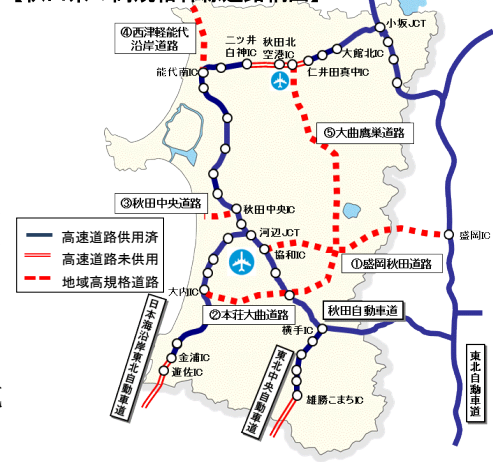 ④西津軽能代
沿岸道路
小坂JCT
二ツ井
白神IC
秋田北
空港IC
大館北IC
能代南IC
仁井田真中IC
⑤大曲鷹巣道路
③秋田中央道路
秋田中央IC
河辺JCT
盛岡IC
協和IC
高速道路供用済
高速道路未供用
地域高規格道路
①盛岡秋田道路
大内IC
②本荘大曲道路
秋田自動車道
横手IC
日本海沿岸東北自動車道
金浦IC
遊佐IC
東北中央自動車道
雄勝こまちIC
東北自動車道